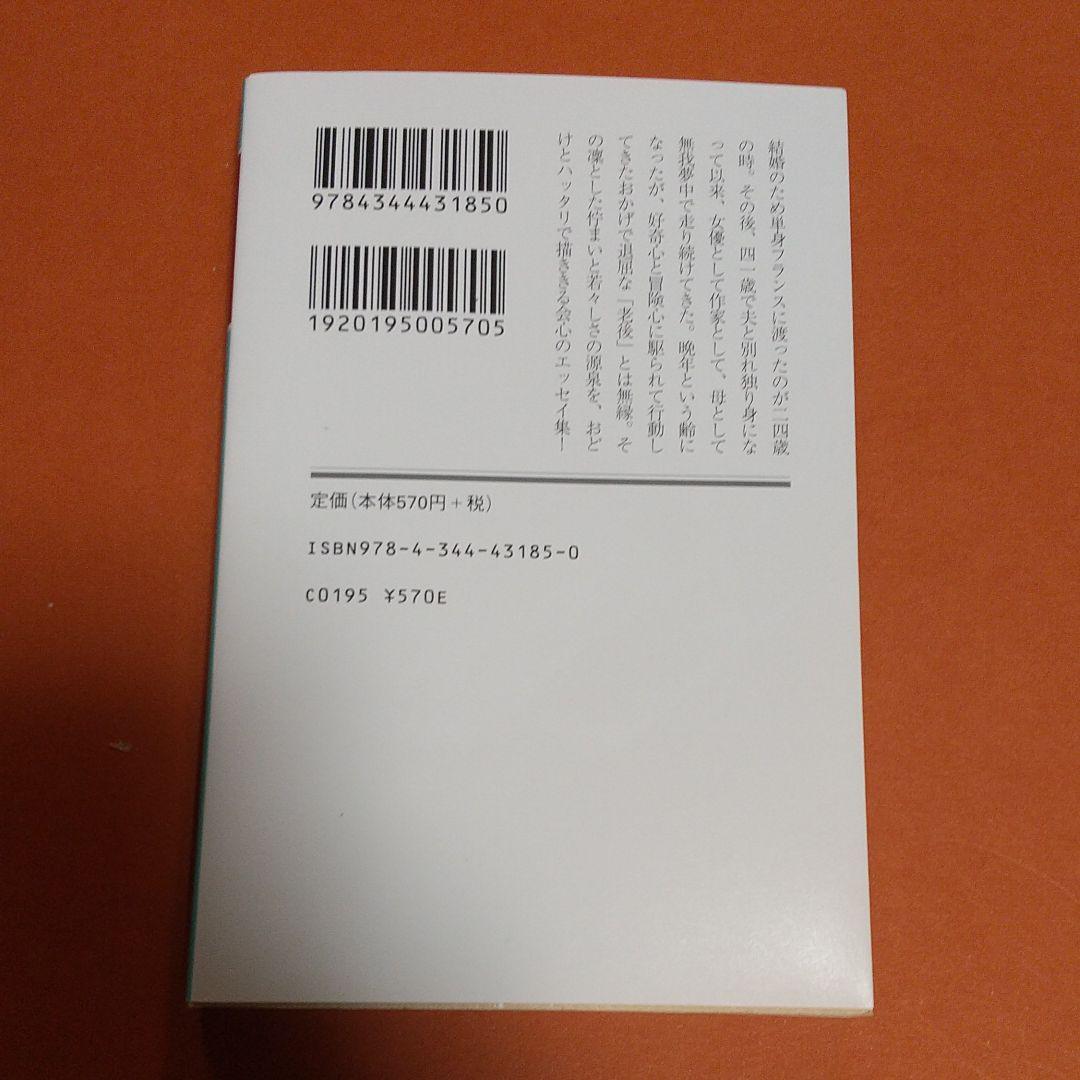 9784344431850
1920195005705
結婚のため単身フランスに渡ったのが二四歳
の時。その後、四一歳で夫と別れ独り身にな
って以来、女優として作家として、母として
無我夢中で走り続けてきた。晩年という齢に
なったが、好奇心と冒険心に駆られて行動し
てきたおかげで退屈な「老後」とは無縁。そ
の凜とした佇まいと若々しさの源泉を、おど
けとハッタリで描ききる会心のエッセイ集!
定価(本体570円+税)
ISBN978-4-344-43185-0
C0195 ¥570E